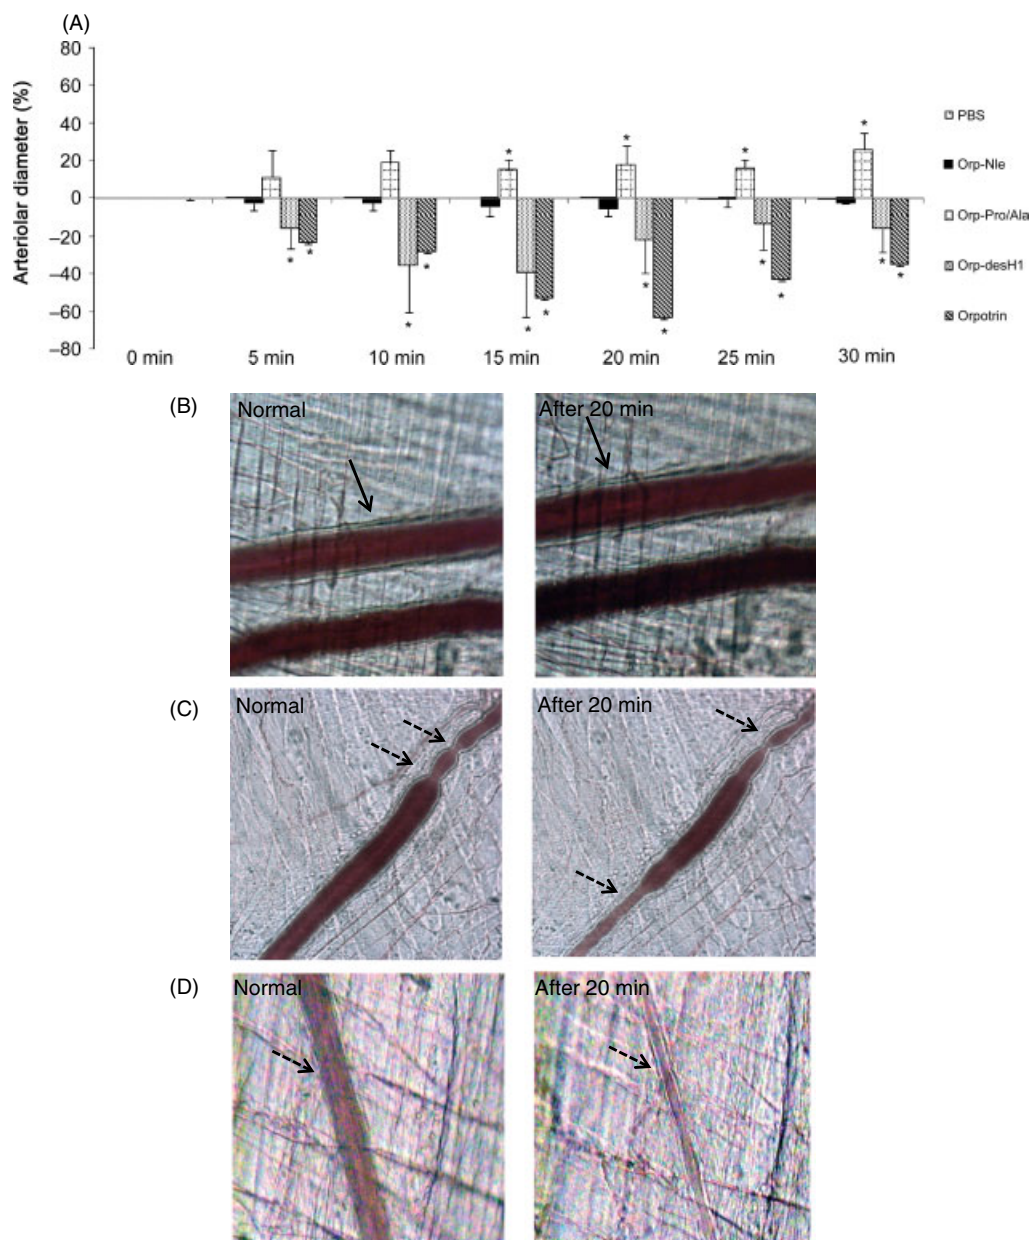 (A)
80
60
40
20
0
–20
–40
–60
–80
Arteriolar diameter (%)
* * * * * * * * * * * * * * * *
0 min 5 min 10 min 15 min 20 min 25 min 30 min
PBS
Orp-Nle
Orp-Pro/Ala
Orp-desH1
Orpotrin
(B)
Normal
After 20 min
(C)
Normal
After 20 min
(D)
Normal
After 20 min